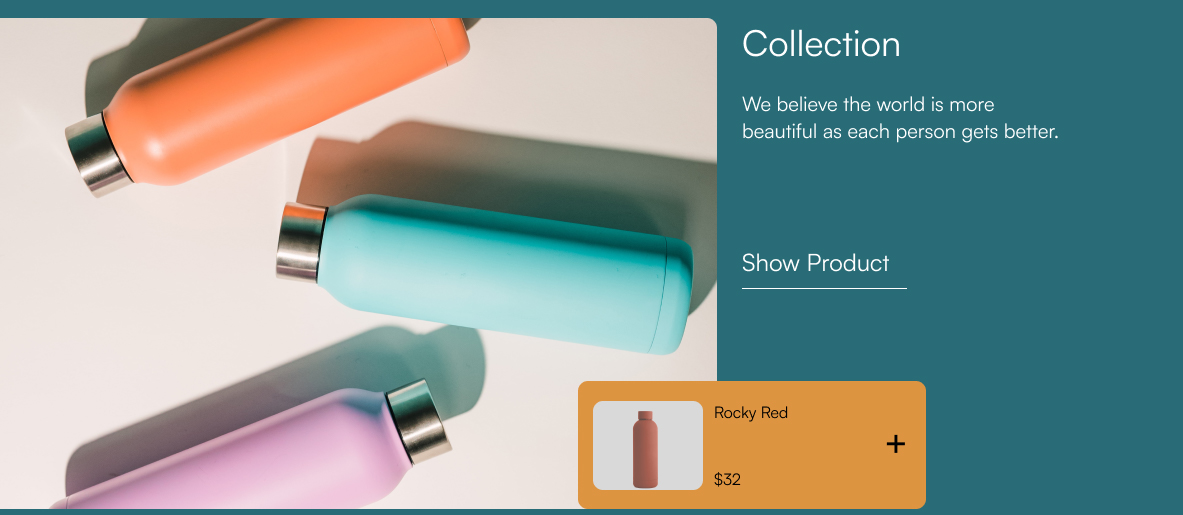 Collection
We believe the world is more
beautiful as each person gets better.
Show Product
Rocky Red
+
$32